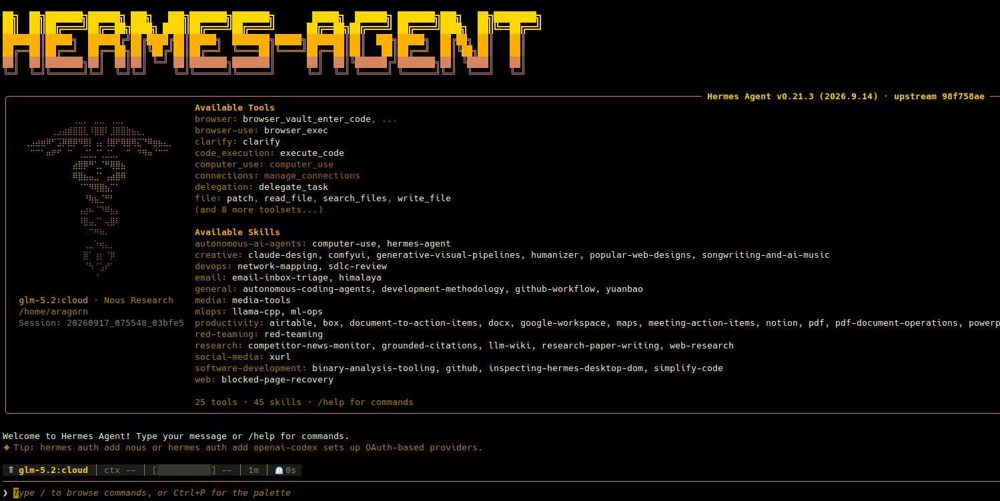 HERMES-AGENT
Hermes Agent v0.21.3 (2026.9.14) · upstream 98f758ae
Available Tools
browser: browser_vault_enter_code, ...
browser-use: browser_exec
clarify: clarify
code_execution: execute_code
computer_use: computer_use
connections: manage_connections
delegation: delegate_task
file: patch, read_file, search_files, write_file
(and 8 more toolsets...)
Available Skills
autonomous-ai-agents: computer-use, hermes-agent
creative: claude-design, comfyui, generative-visual-pipelines, humanizer, popular-web-designs, songwriting-and-ai-music
devops: network-mapping, sdlc-review
email: email-inbox-triage, himalaya
general: autonomous-coding-agents, development-methodology, github-workflow, yuanbao
media: media-tools
mlops: llama-cpp, ml-ops
productivity: airtable, box, document-to-action-items, docx, google-workspace, maps, meeting-action-items, notion, pdf, pdf-document-operations, powerp
red-teaming: red-teaming
research: competitor-news-monitor, grounded-citations, llm-wiki, research-paper-writing, web-research
social-media: xurl
software-development: binary-analysis-tooling, github, inspecting-hermes-desktop-dom, simplify-code
web: blocked-page-recovery
25 tools · 45 skills · /help for commands
glm-5.2:cloud · Nous Research
/home/aragorn
Session: 20260917_075548_03bfe5
Welcome to Hermes Agent! Type your message or /help for commands.
✦ Tip: hermes auth add nous or hermes auth add openai-codex sets up OAuth-based providers.
glm-5.2:cloud │ ctx -- │ [ ] -- │ 1m │ 0s
❯ Type / to browse commands, or Ctrl+P for the palette